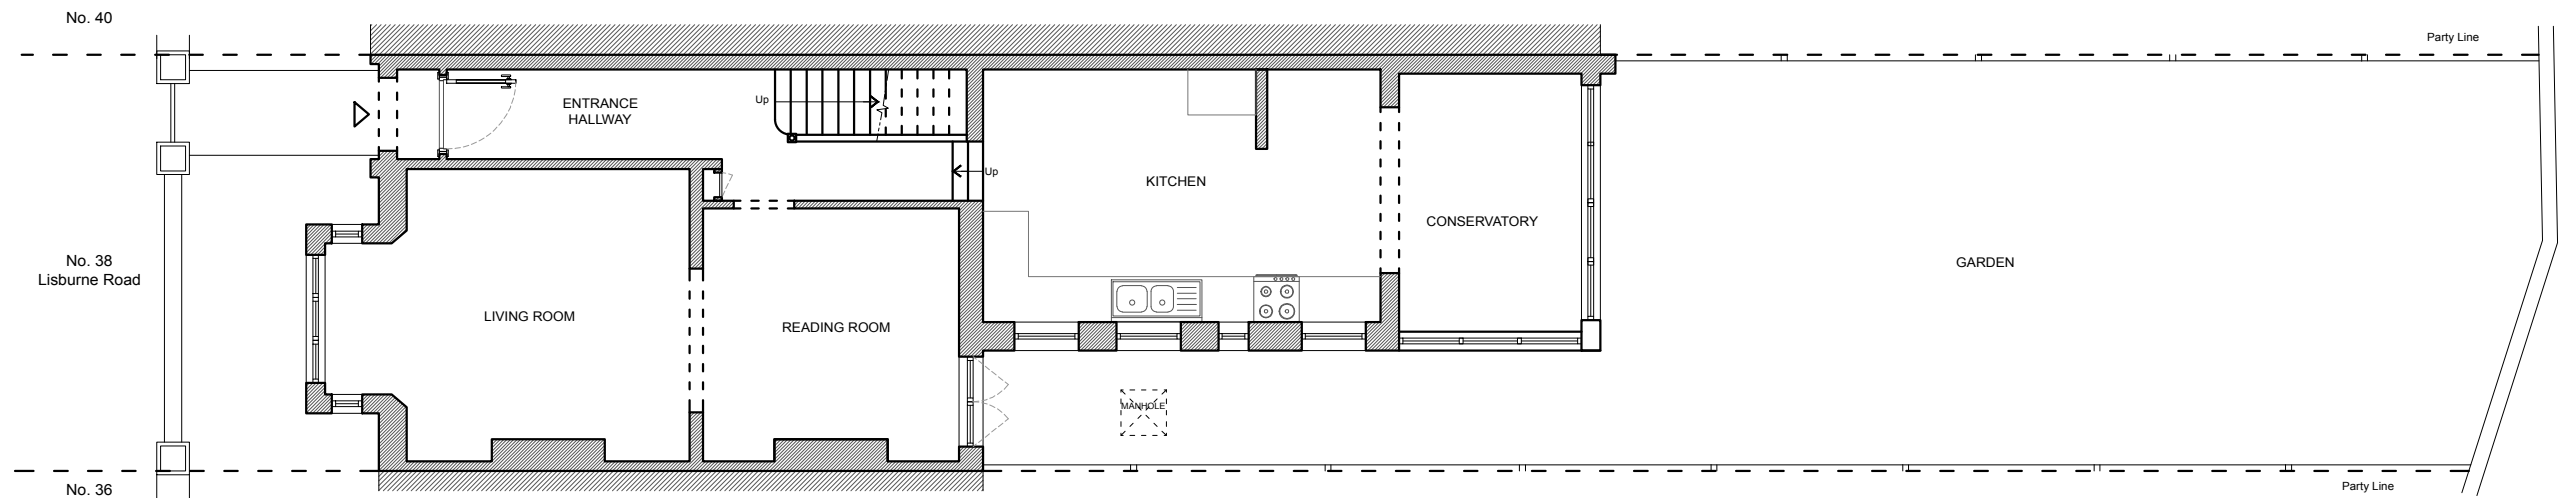 No. 40
Party Line
ENTRANCE
HALLWAY
Up
Up
KITCHEN
CONSERVATORY
No. 38
Lisburne Road
GARDEN
LIVING ROOM
READING ROOM
MANHOLE
No. 36
Party Line